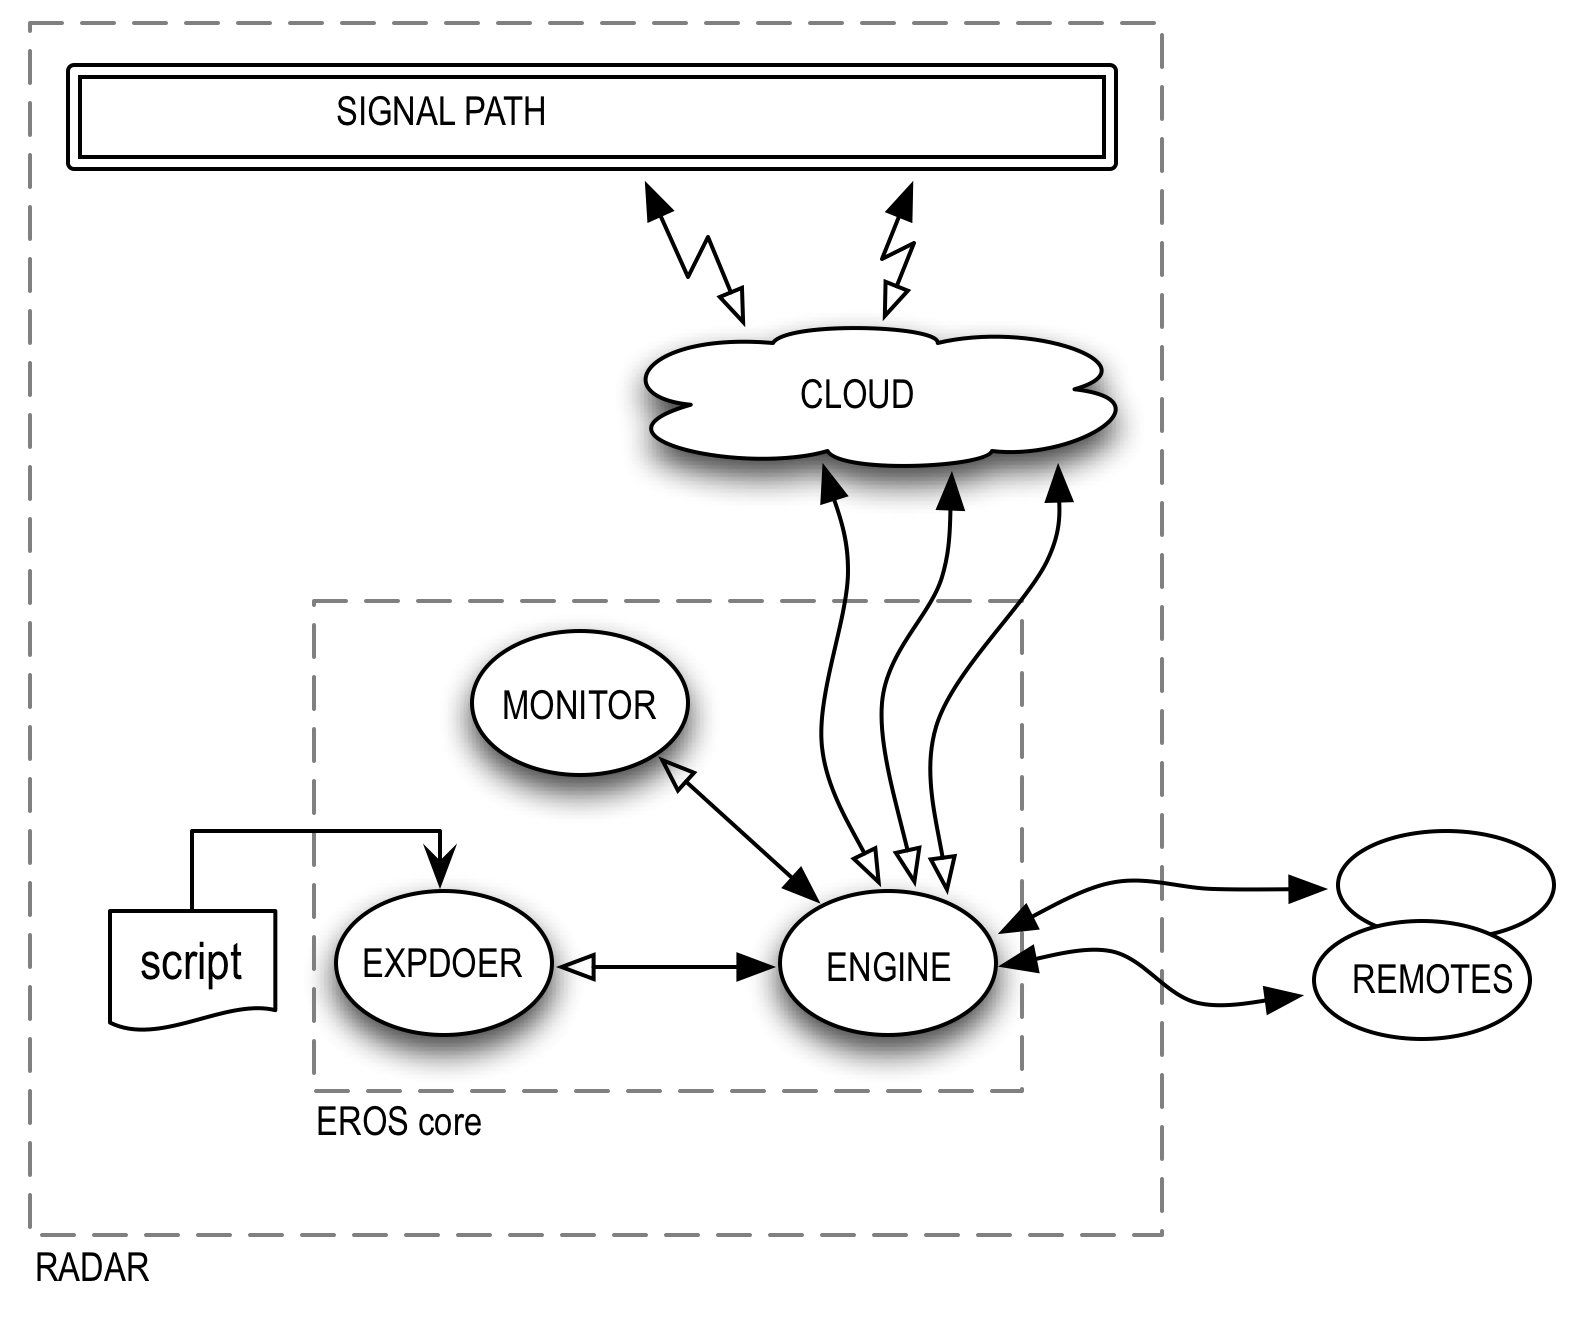 SIGNAL PATH
CLOUD
MONITOR
script
EXPDOER
ENGINE
REMOTES
EROS core
RADAR